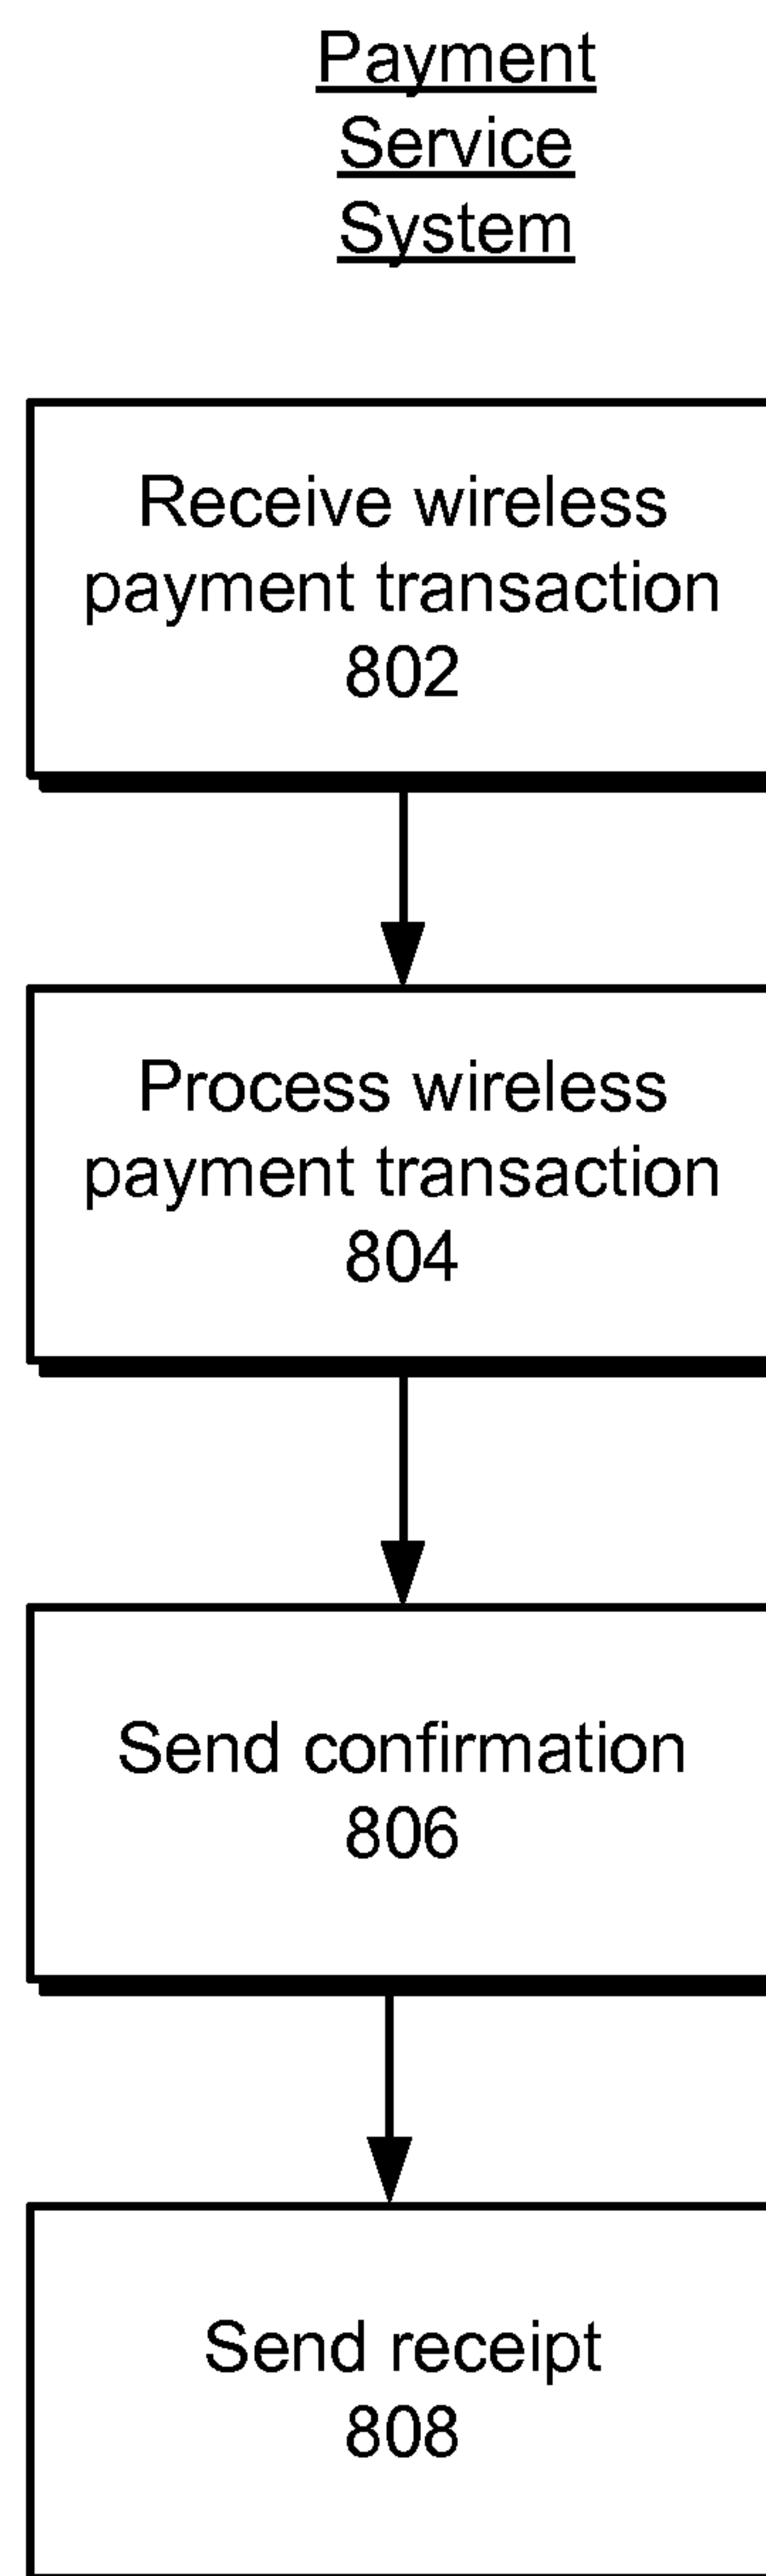 Payment
Service
System
Receive wireless
payment transaction
802
Process wireless
payment transaction
804
Send confirmation
806
Send receipt
808